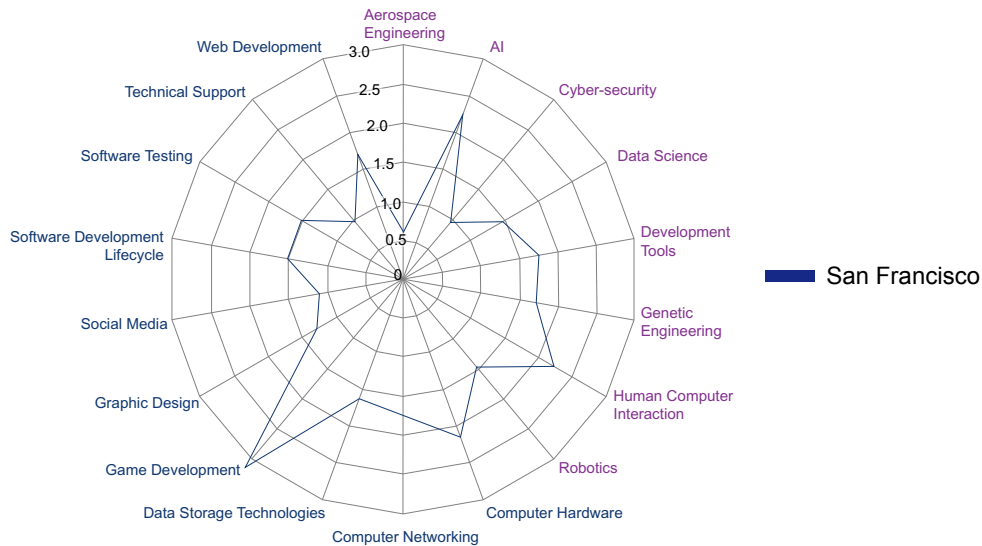 Aerospace
Engineering
AI
Cyber-security
Data Science
Development
Tools
Genetic
Engineering
Human Computer
Interaction
Robotics
Computer Hardware
Computer Networking
Data Storage Technologies
Game Development
Graphic Design
Social Media
Software Development
Lifecycle
Software Testing
Technical Support
Web Development
3.0
2.5
2.0
1.5
1.0
0.5
0
San Francisco